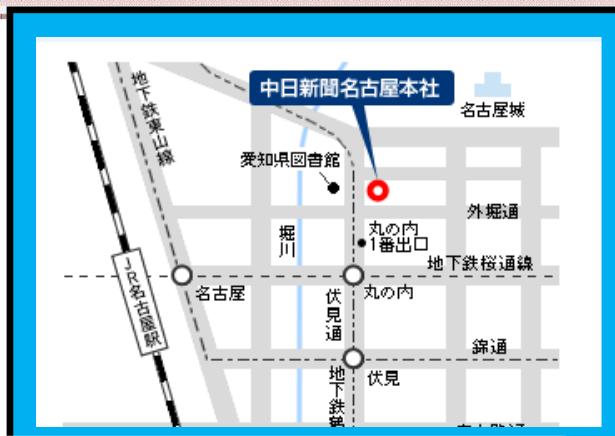 中日新聞名古屋本社
名古屋城
地下鉄東山線
愛知県図書館
外堀通
堀川
丸の内
1番出口
地下鉄桜通線
JR名古屋駅
名古屋
丸の内
伏見通
錦通
伏見
地下鉄